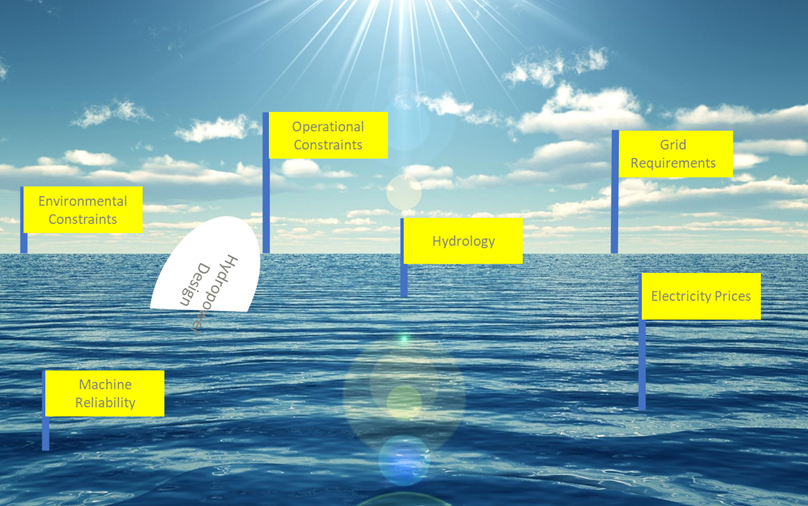 Operational
Constraints
Grid
Requirements
Environmental
Constraints
Hydrology
Hydropower
Design
Electricity Prices
Machine
Reliability